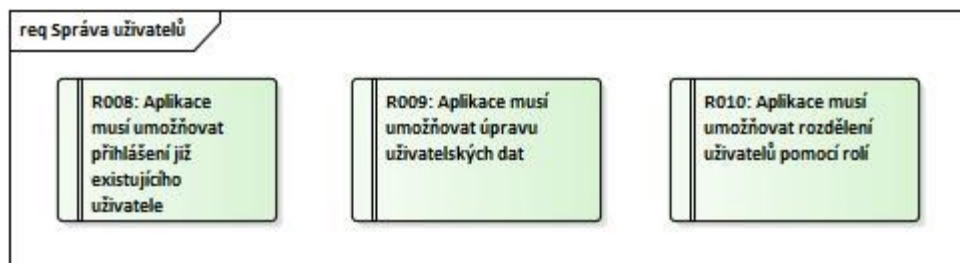 req Správa uživatelů
R008: Aplikace
musí umožňovat
přihlášení již
existujícího
uživatele
R009: Aplikace musí
umožňovat úpravu
uživatelských dat
R010: Aplikace musí
umožňovat rozdělení
uživatelů pomocí rolí